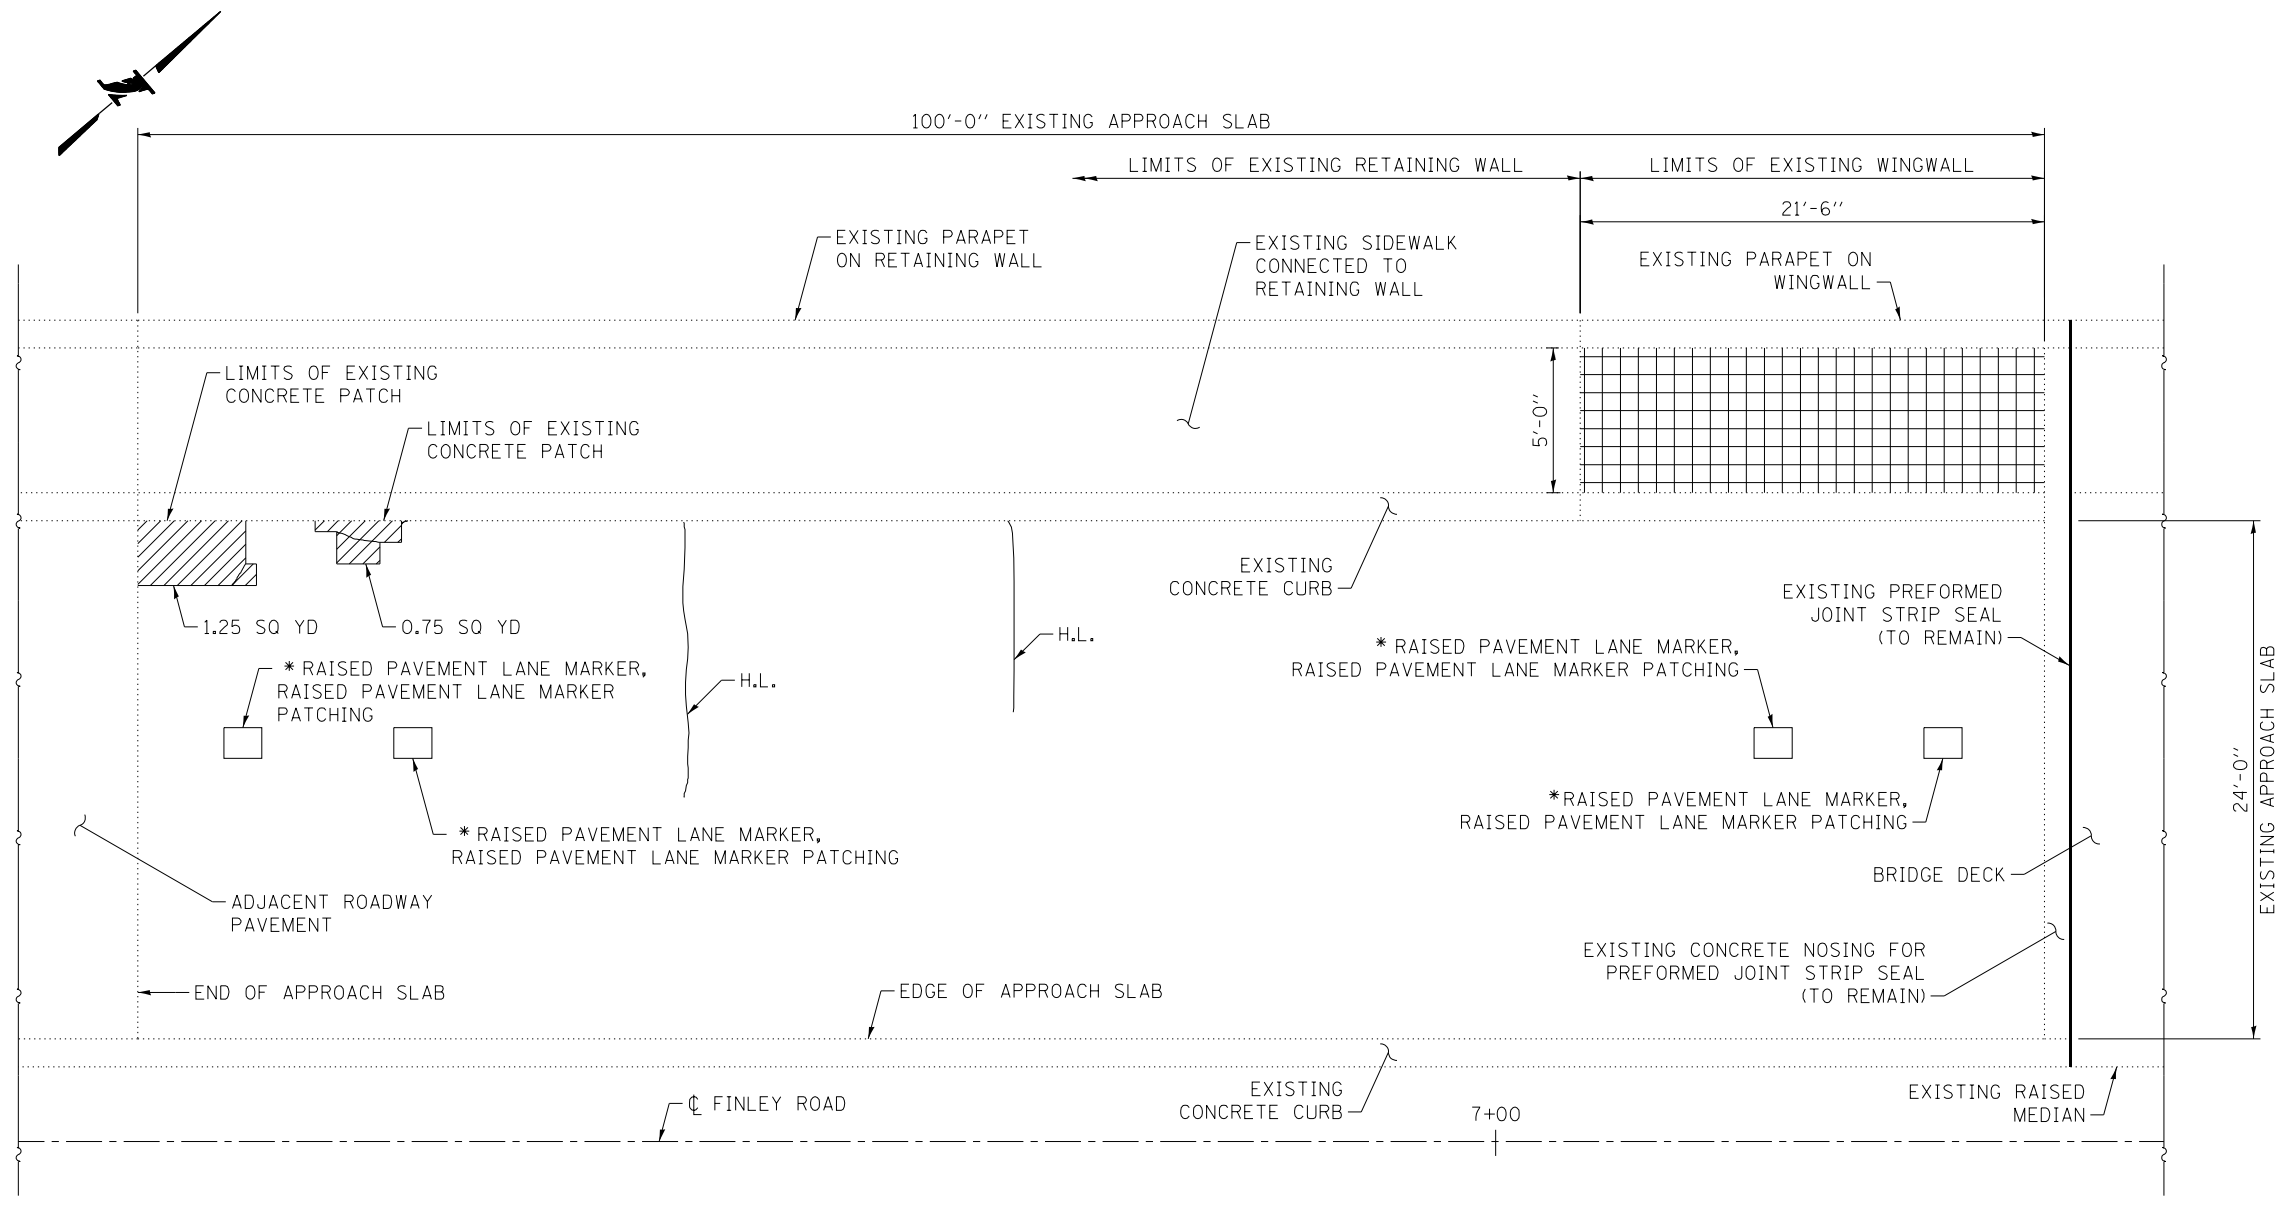 100'-0'' EXISTING APPROACH SLAB
LIMITS OF EXISTING RETAINING WALL
LIMITS OF EXISTING WINGWALL
21'-6''
EXISTING PARAPET
ON RETAINING WALL
EXISTING SIDEWALK
CONNECTED TO
RETAINING WALL
EXISTING PARAPET ON
WINGWALL
LIMITS OF EXISTING
CONCRETE PATCH
LIMITS OF EXISTING
CONCRETE PATCH
5'-0''
EXISTING
CONCRETE CURB
EXISTING PREFORMED
JOINT STRIP SEAL
(TO REMAIN)
1.25 SQ YD
0.75 SQ YD
H.L.
H.L.
* RAISED PAVEMENT LANE MARKER,
RAISED PAVEMENT LANE MARKER
PATCHING
* RAISED PAVEMENT LANE MARKER,
RAISED PAVEMENT LANE MARKER PATCHING
* RAISED PAVEMENT LANE MARKER,
RAISED PAVEMENT LANE MARKER PATCHING
* RAISED PAVEMENT LANE MARKER,
RAISED PAVEMENT LANE MARKER PATCHING
24'-0''
EXISTING APPROACH SLAB
ADJACENT ROADWAY
PAVEMENT
BRIDGE DECK
EXISTING CONCRETE NOSING FOR
PREFORMED JOINT STRIP SEAL
(TO REMAIN)
END OF APPROACH SLAB
EDGE OF APPROACH SLAB
℄ FINLEY ROAD
EXISTING
CONCRETE CURB
7+00
EXISTING RAISED
MEDIAN